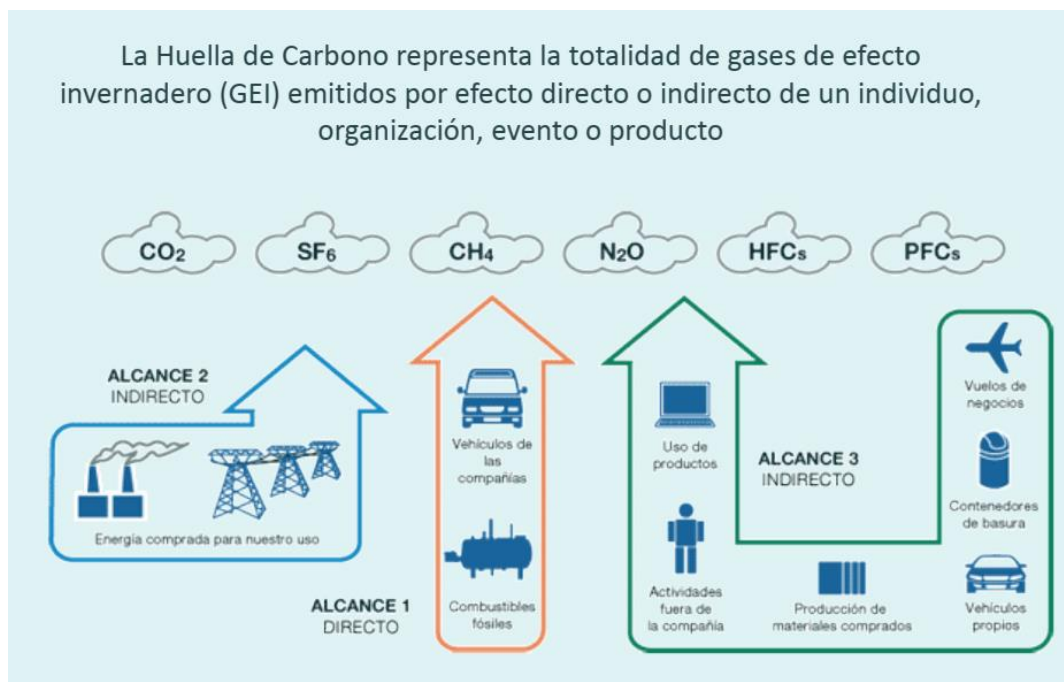 La Huella de Carbono representa la totalidad de gases de efecto
invernadero (GEI) emitidos por efecto directo o indirecto de un individuo,
organización, evento o producto
CO2
SF6
CH4
N2O
HFCs
PFCs
ALCANCE 2
INDIRECTO
Energía comprada para nuestro uso
ALCANCE 1
DIRECTO
Vehículos de
las
compañías
Combustibles
fósiles
Uso de
productos
Actividades
fuera de
la compañía
ALCANCE 3
INDIRECTO
Producción de
materiales comprados
Vuelos de
negocios
Contenedores
de basura
Vehículos
propios